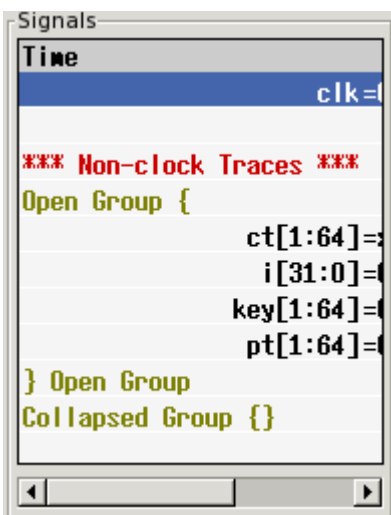 Signals
Time
clk=
*** Non-clock Traces ***
Open Group {
ct[1:64]=
i[31:0]=
key[1:64]=
pt[1:64]=
} Open Group
Collapsed Group {}